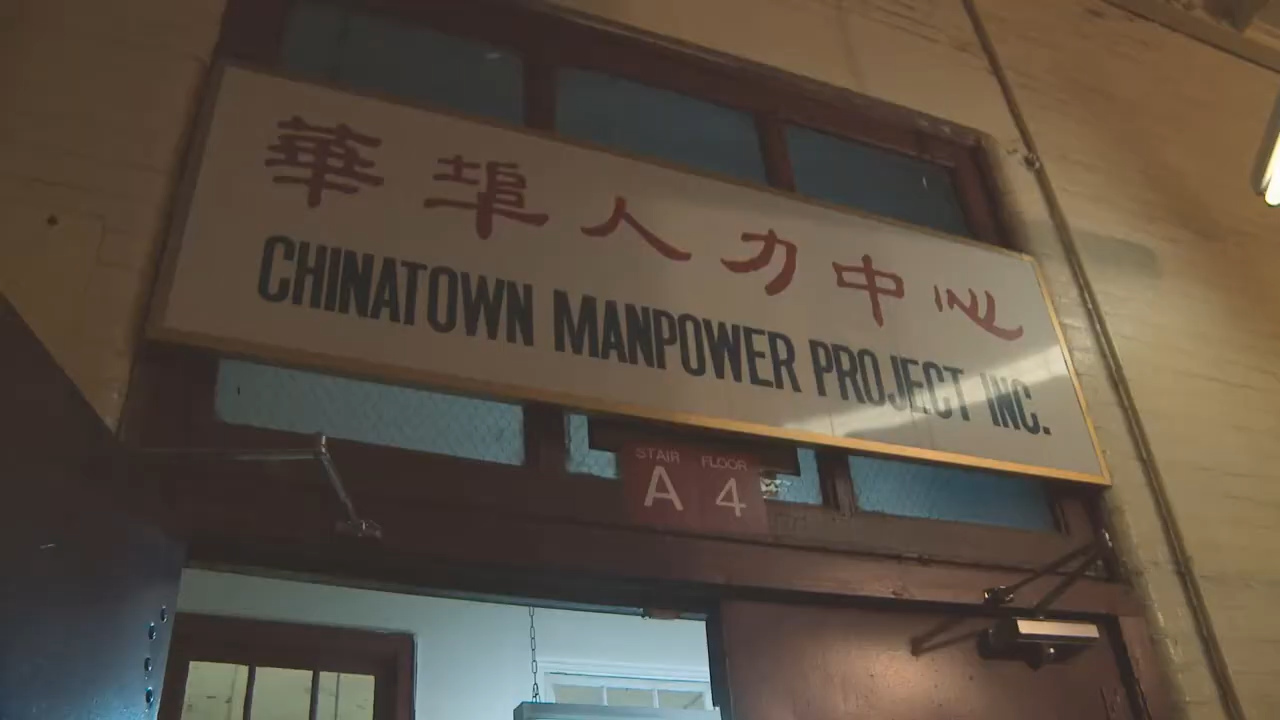 華埠人力中心
CHINATOWN MANPOWER PROJECT INC.
STAIR FLOOR
A 4